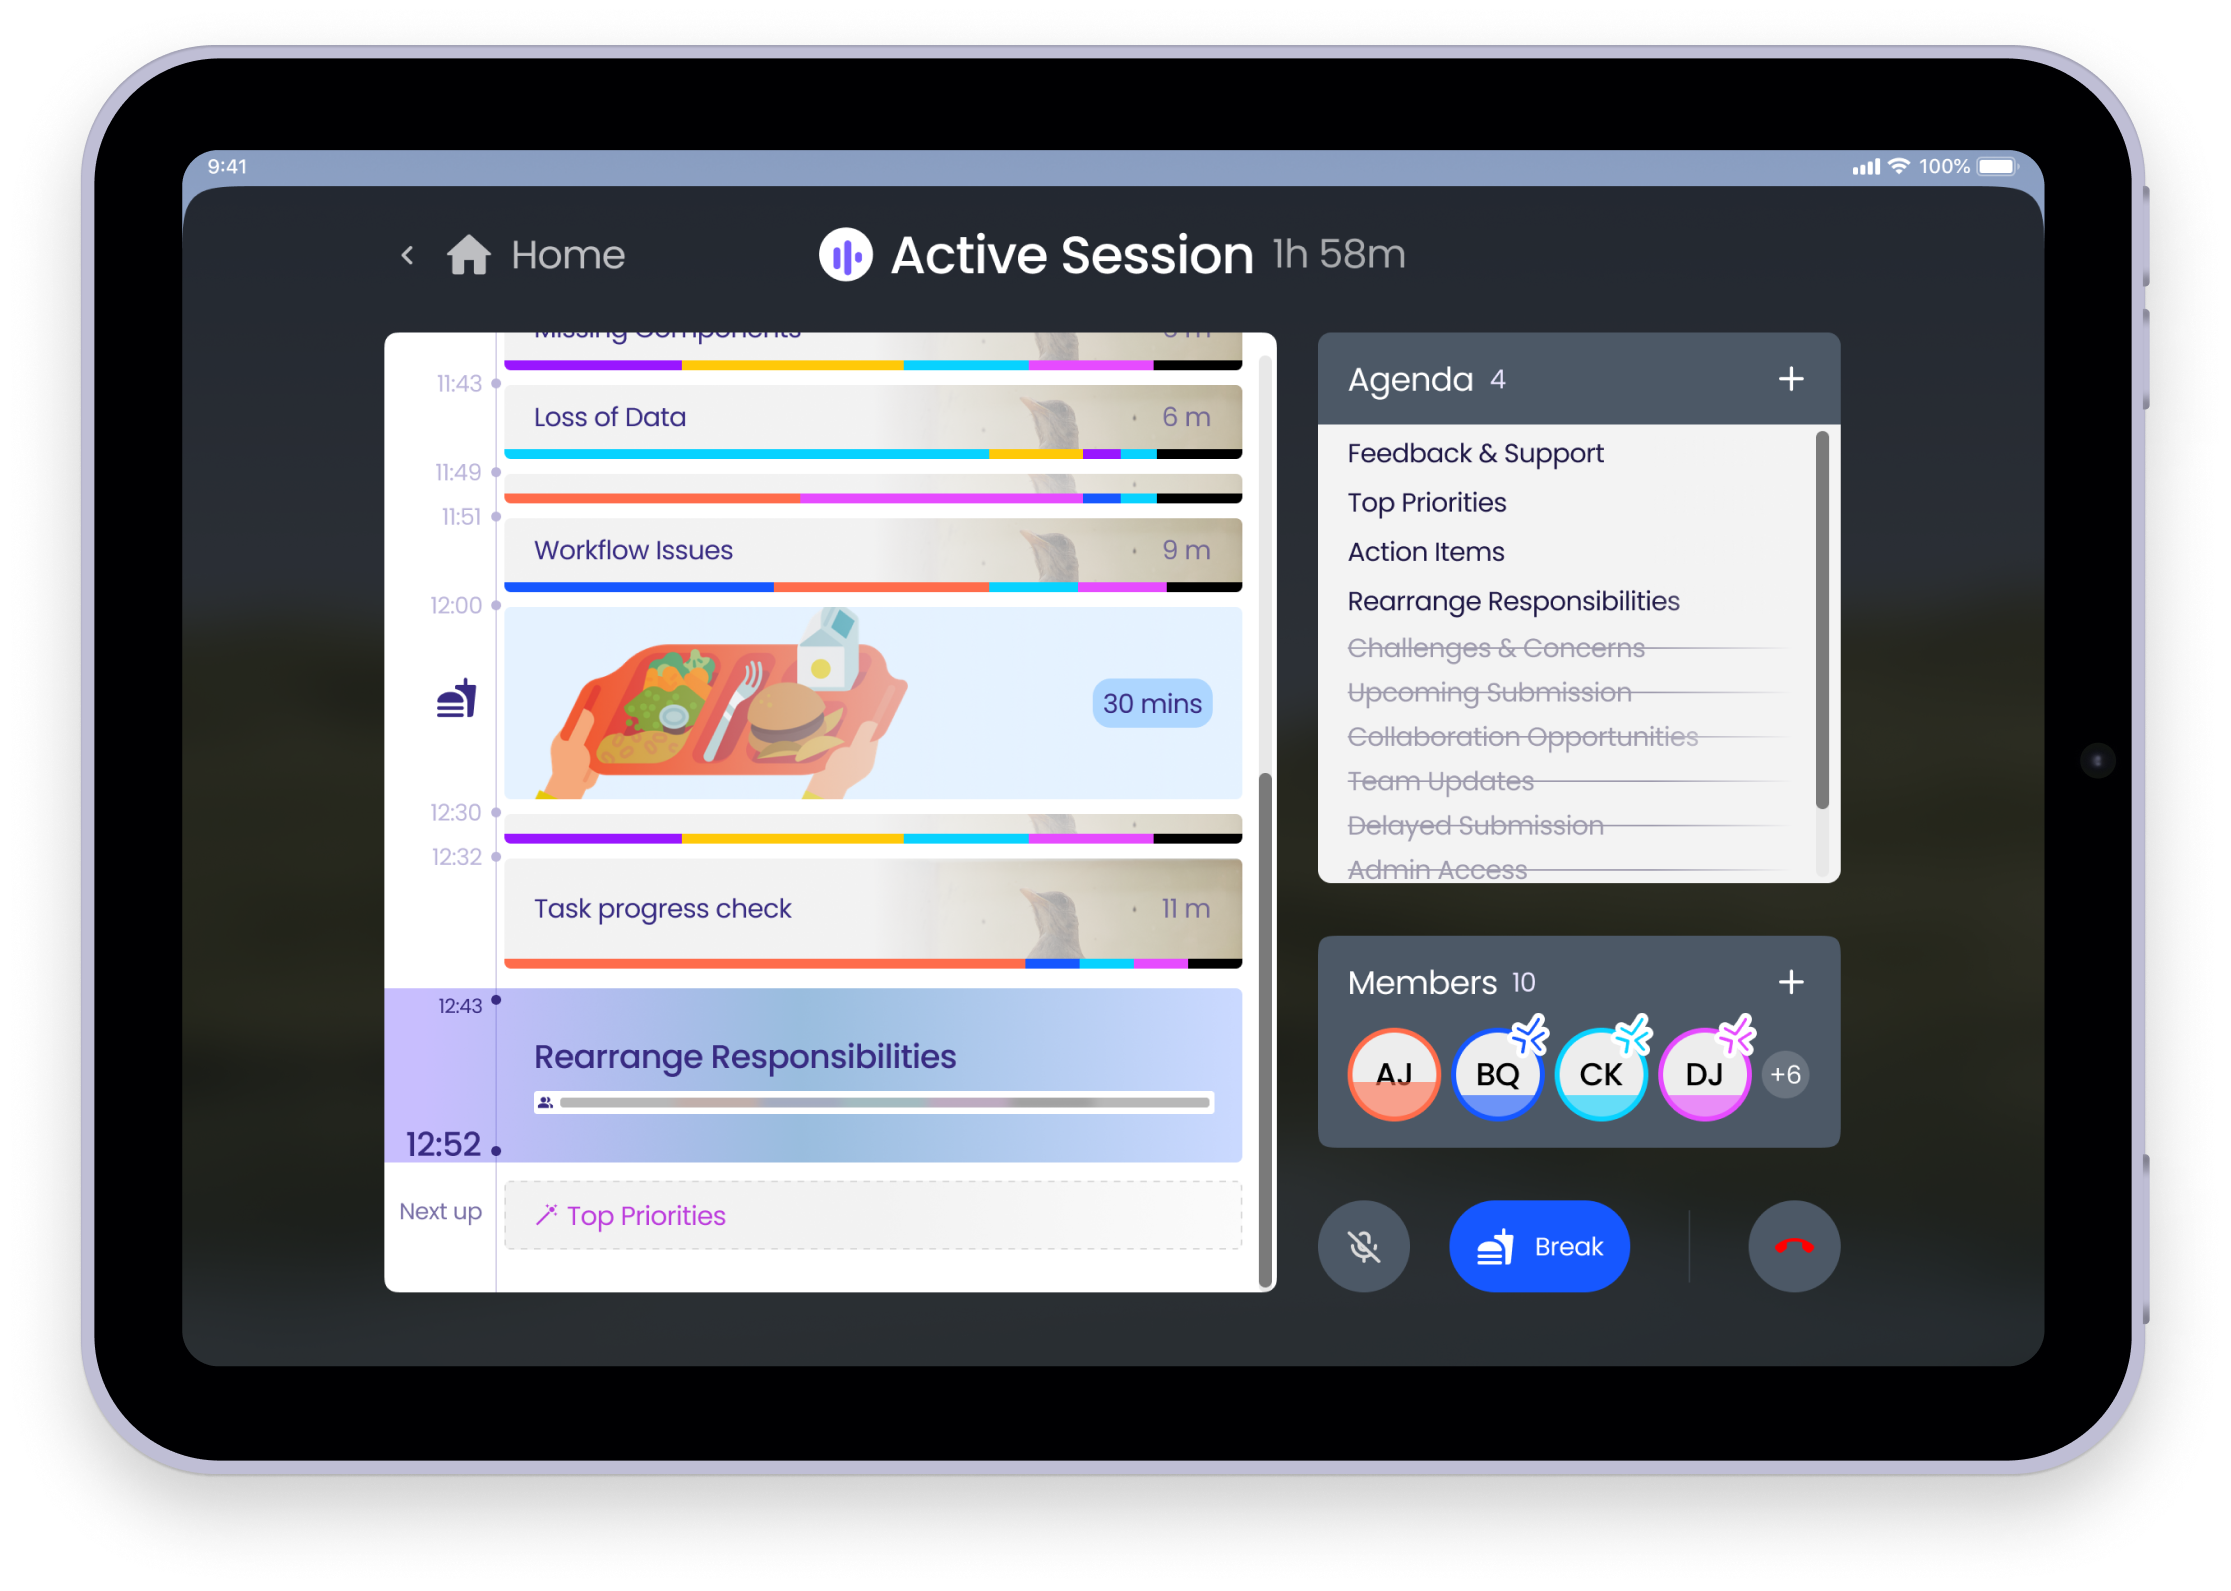 9:41
100%
Home
Active Session 1h 58m
Missing Components
11:43
Loss of Data 6 m
11:49
11:51
Workflow Issues 9 m
12:00
30 mins
12:30
12:32
Task progress check 11 m
12:43
Rearrange Responsibilities
12:52
Next up
Top Priorities
Agenda 4
Feedback & Support
Top Priorities
Action Items
Rearrange Responsibilities
Challenges & Concerns
Upcoming Submission
Collaboration Opportunities
Team Updates
Delayed Submission
Admin Access
Members 10
AJ BQ CK DJ +6
Break